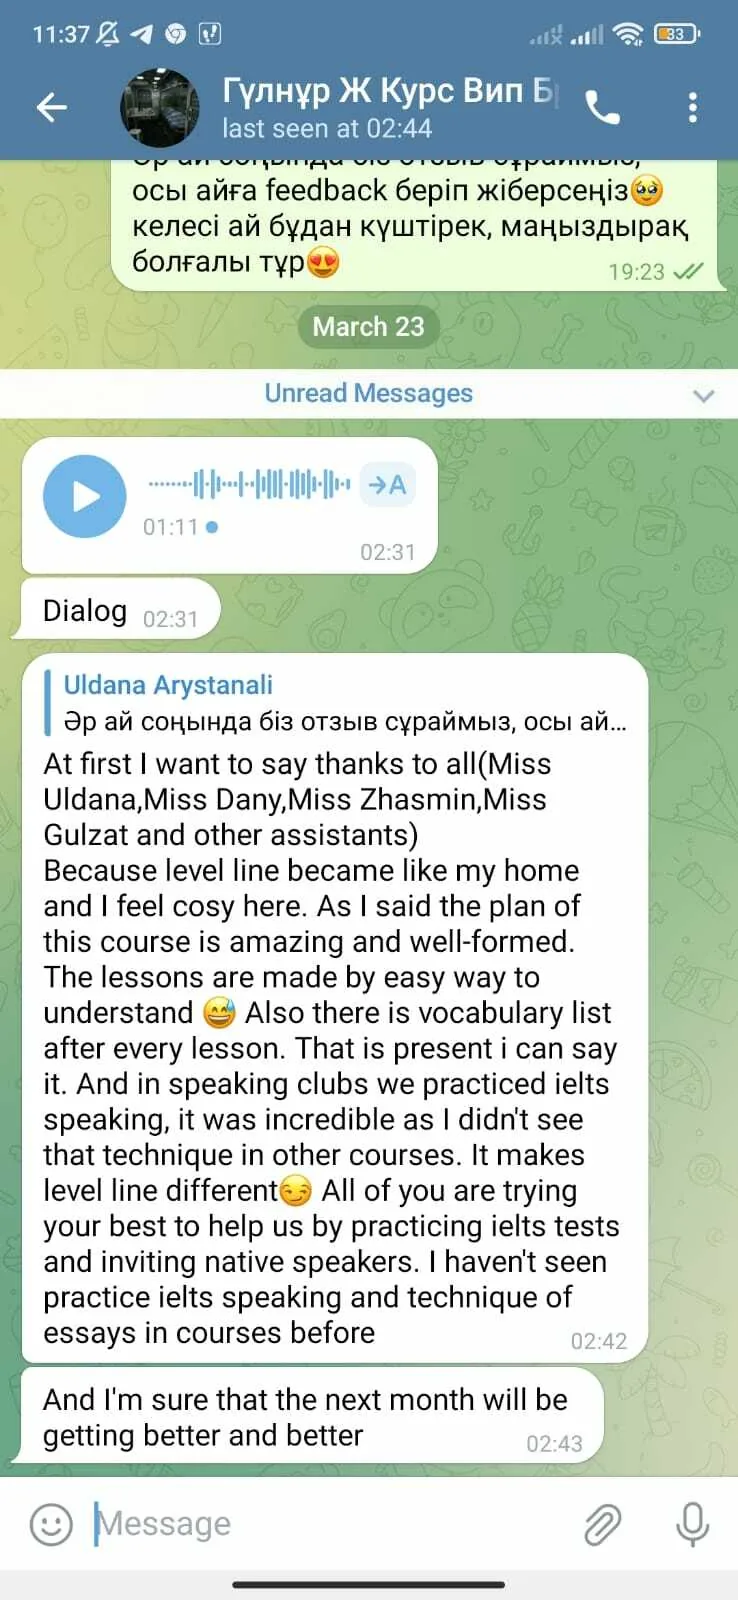 11:37
33
Гүлнұр Ж Курс Вип
last seen at 02:44
Әр ай соңында біз отзыв сұраймыз,
осы айға feedback беріп жіберсеңіз🥹
келесі ай бұдан күштірек, маңыздырақ
болғалы тұр😍
19:23
March 23
Unread Messages
→A
01:11
02:31
Dialog 02:31
Uldana Arystanali
Әр ай соңында біз отзыв сұраймыз, осы ай...
At first I want to say thanks to all(Miss
Uldana,Miss Dany,Miss Zhasmin,Miss
Gulzat and other assistants)
Because level line became like my home
and I feel cosy here. As I said the plan of
this course is amazing and well-formed.
The lessons are made by easy way to
understand 😅 Also there is vocabulary list
after every lesson. That is present i can say
it. And in speaking clubs we practiced ielts
speaking, it was incredible as I didn't see
that technique in other courses. It makes
level line different😏 All of you are trying
your best to help us by practicing ielts tests
and inviting native speakers. I haven't seen
practice ielts speaking and technique of
essays in courses before
02:42
And I'm sure that the next month will be
getting better and better
02:43
Message